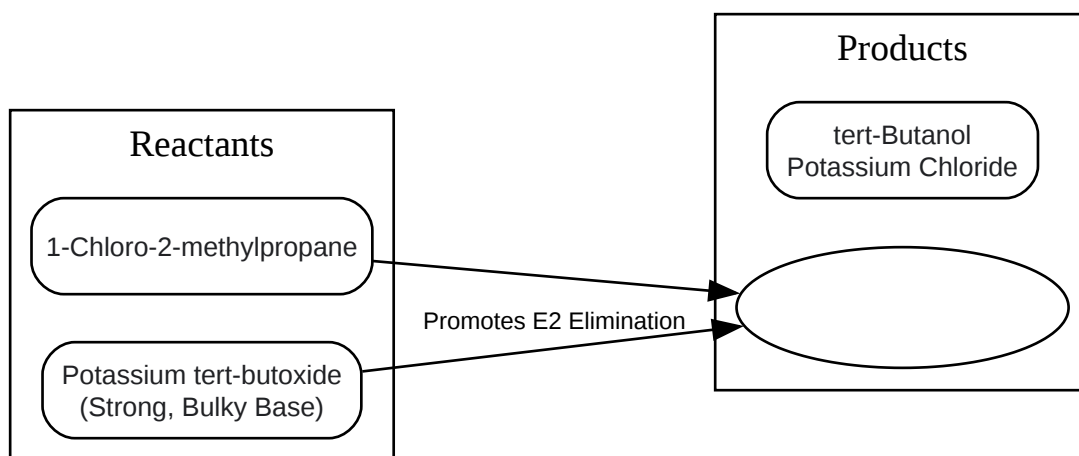 Reactants
1-Chloro-2-methylpropane
Potassium tert-butoxide
(Strong, Bulky Base)
Promotes E2 Elimination
Products
tert-Butanol
Potassium Chloride